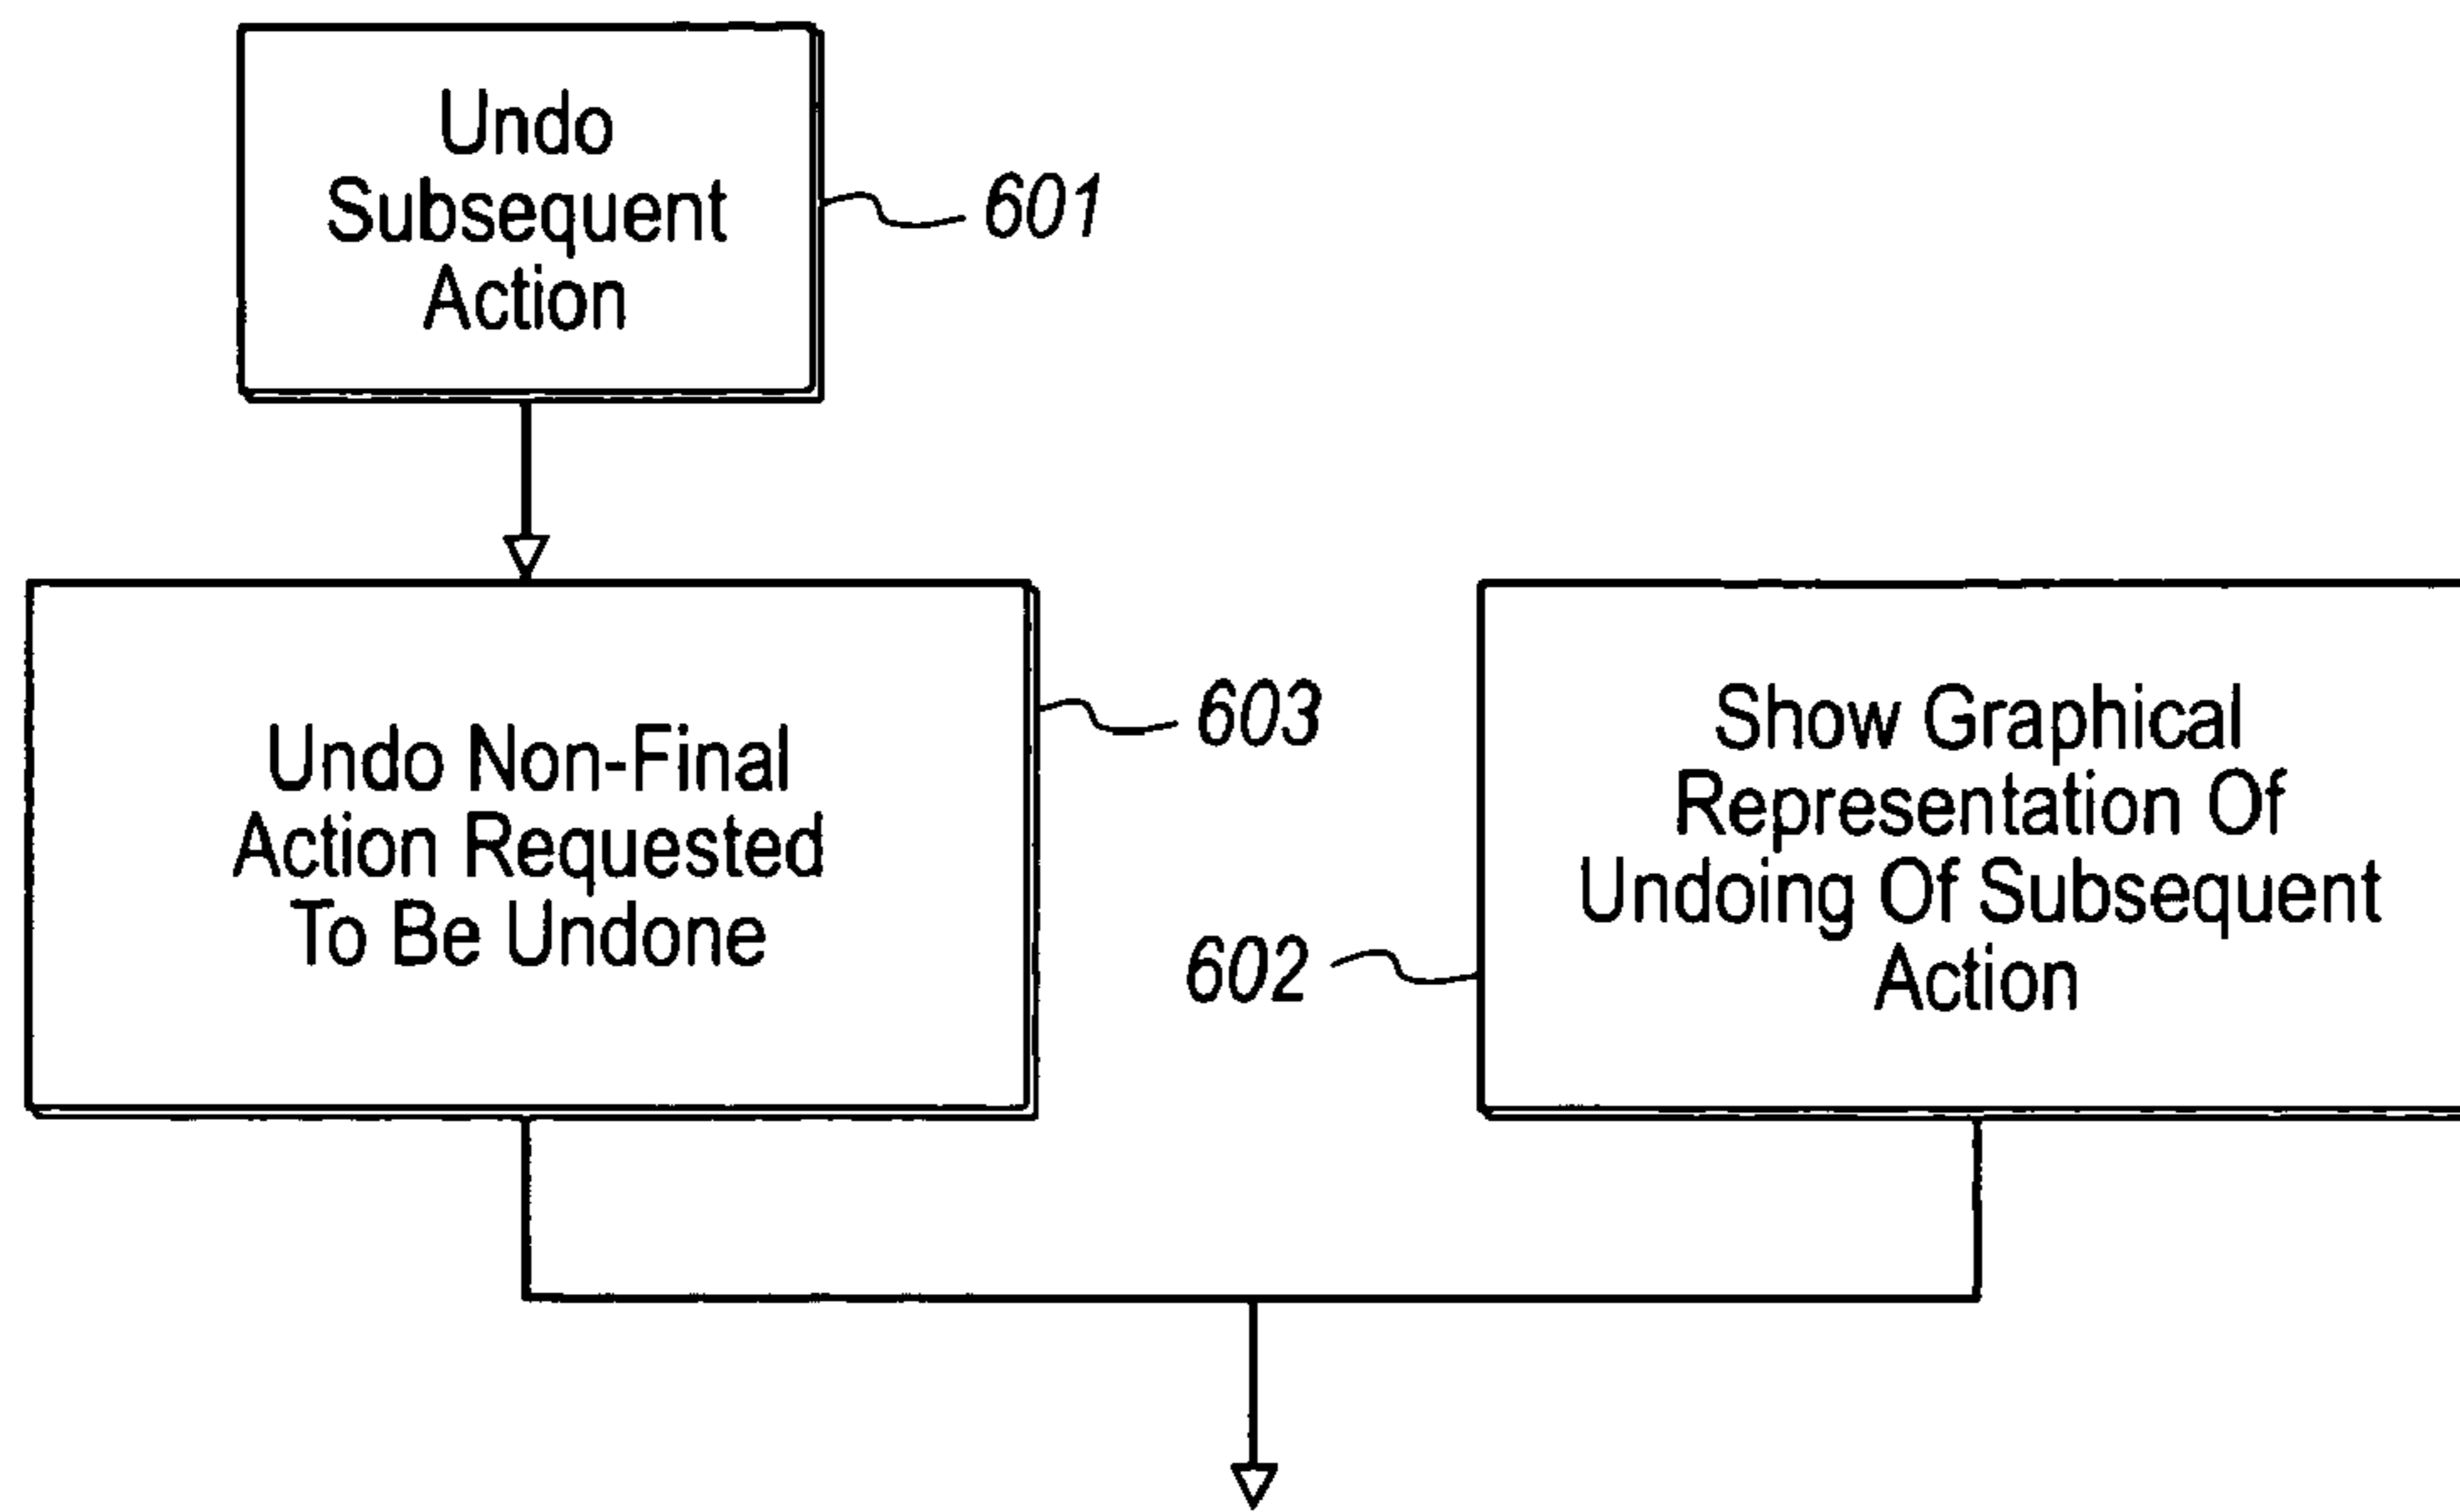 Undo
Subsequent
Action
601
Undo Non-Final
Action Requested
To Be Undone
603
Show Graphical
Representation Of
Undoing Of Subsequent
Action
602